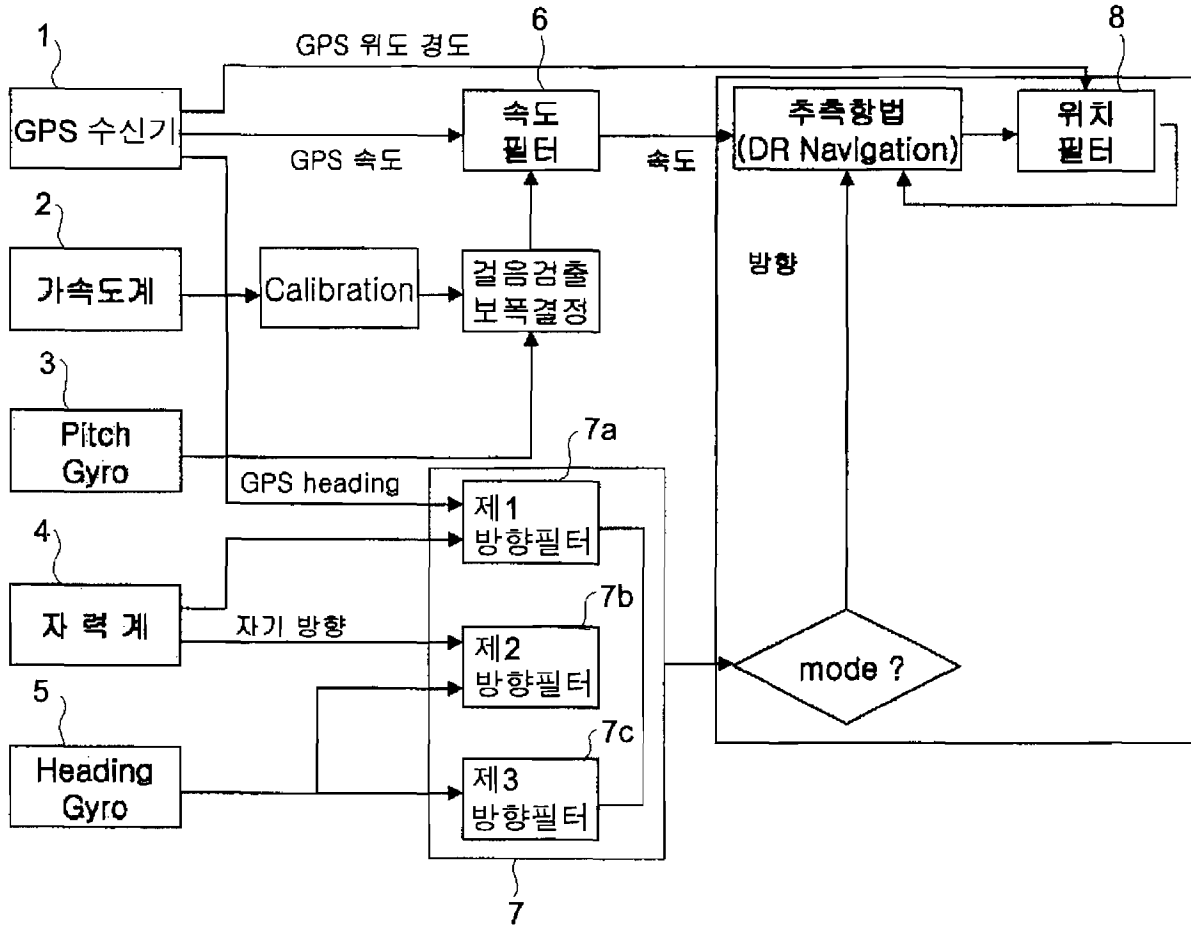 6
1
GPS 위도 경도
8
GPS 수신기
속도
필터
추측항법
(DR Navigation)
위치
필터
GPS 속도
속도
2
가속도계
Calibration
걸음검출
보폭결정
방향
3
Pitch
Gyro
7a
GPS heading
제1
방향필터
4
자 력 계
자기 방향
7b
제2
방향필터
mode ?
5
Heading
Gyro
7c
제3
방향필터
7